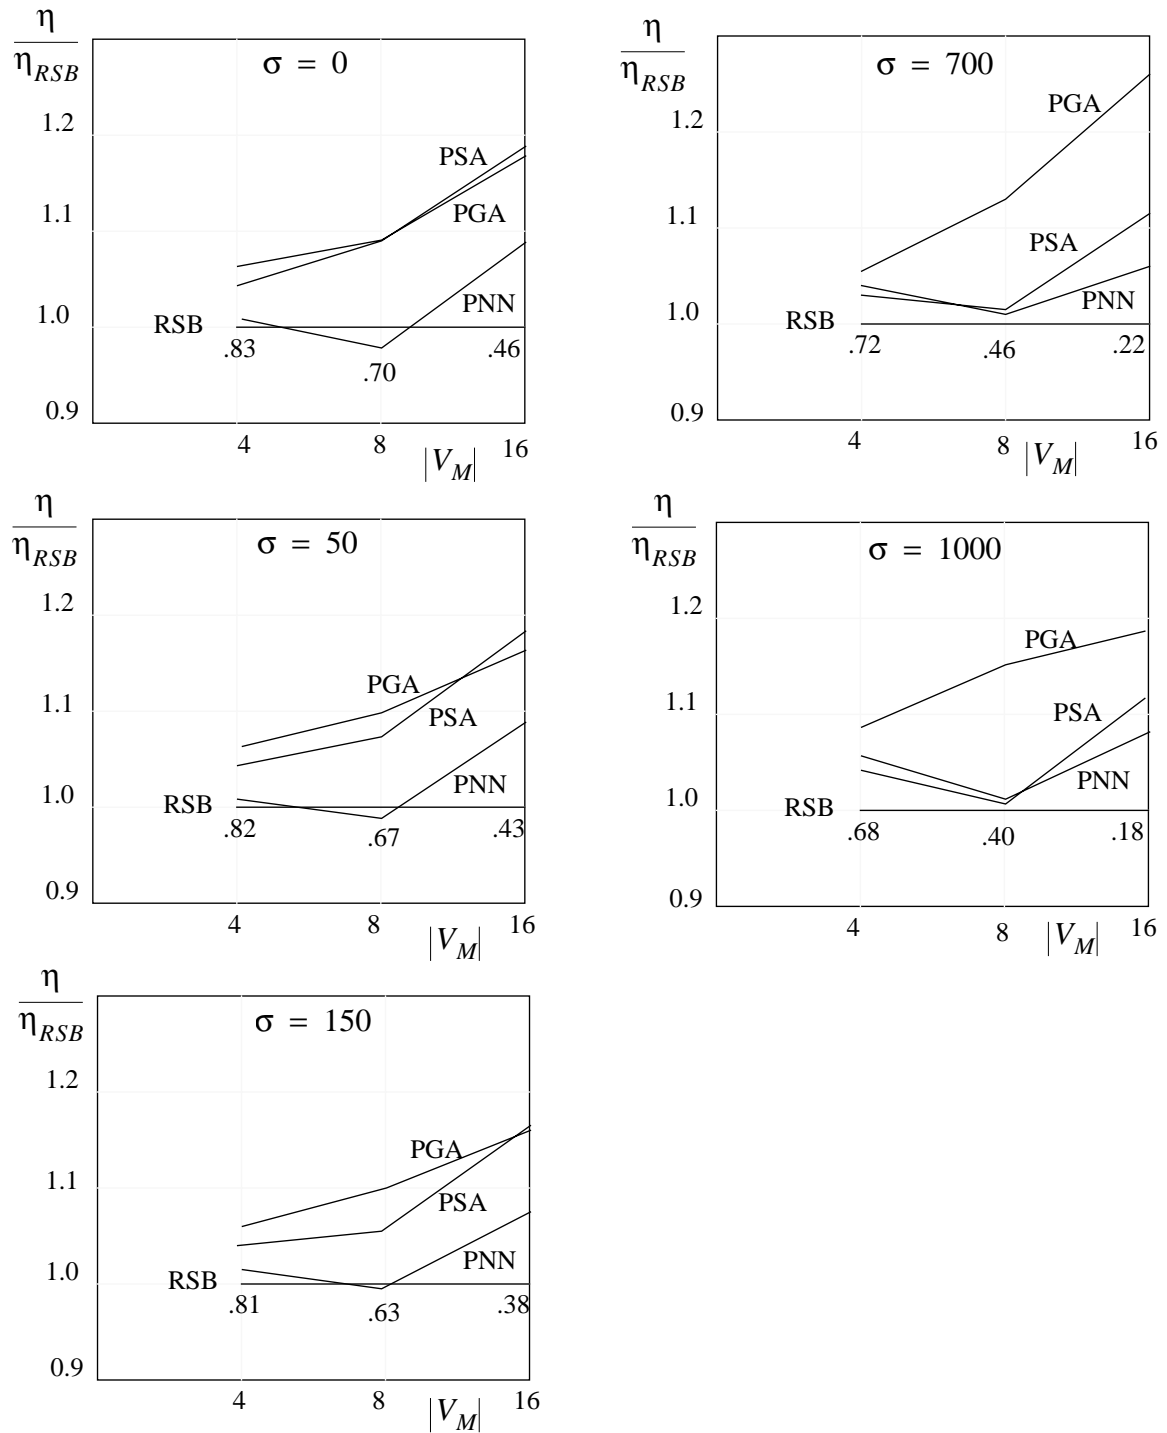 η
η_RSB
σ = 0
1.2
PSA
1.1
PGA
PNN
1.0
RSB
.83
.70
.46
0.9
4
8
|V_M|
16
η
η_RSB
σ = 700
PGA
1.2
1.1
PSA
PNN
1.0
RSB
.72
.46
.22
0.9
4
8
|V_M|
16
η
η_RSB
σ = 50
1.2
PGA
1.1
PSA
PNN
1.0
RSB
.82
.67
.43
0.9
4
8
|V_M|
16
η
η_RSB
σ = 1000
1.2
PGA
1.1
PSA
PNN
1.0
RSB
.68
.40
.18
0.9
4
8
|V_M|
16
η
η_RSB
σ = 150
1.2
PGA
1.1
PSA
PNN
1.0
RSB
.81
.63
.38
0.9
4
8
|V_M|
16